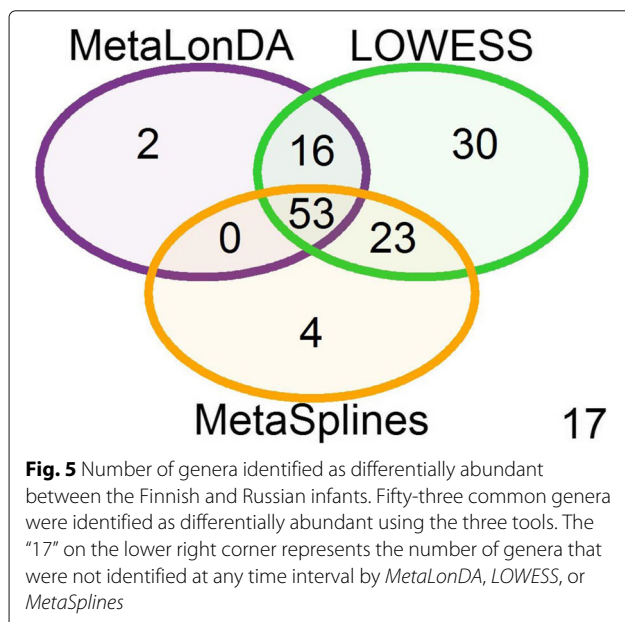 MetaLonDA LOWESS
2 16 30
53
0 23
4
MetaSplines 17
Fig. 5 Number of genera identified as differentially abundant
between the Finnish and Russian infants. Fifty-three common genera
were identified as differentially abundant using the three tools. The
“17” on the lower right corner represents the number of genera that
were not identified at any time interval by MetaLonDA, LOWESS, or
MetaSplines